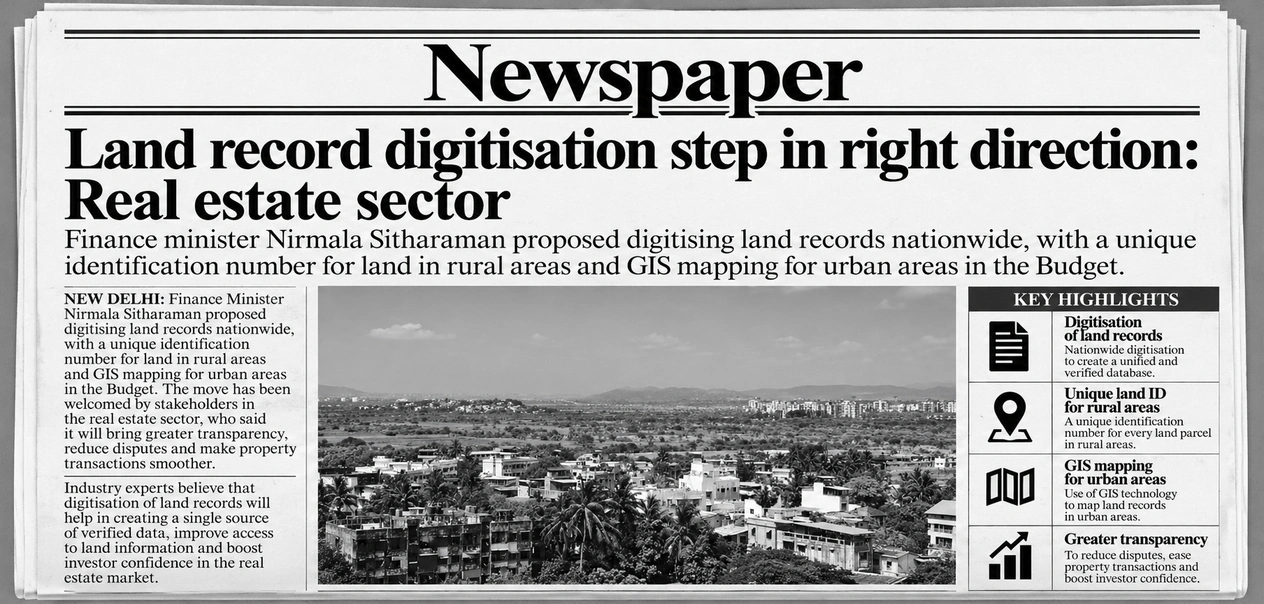 Newspaper
Land record digitisation step in right direction:
Real estate sector
Finance minister Nirmala Sitharaman proposed digitising land records nationwide, with a unique
identification number for land in rural areas and GIS mapping for urban areas in the Budget.
NEW DELHI: Finance Minister
Nirmala Sitharaman proposed
digitising land records nationwide,
with a unique identification
number for land in rural areas
and GIS mapping for urban areas
in the Budget. The move has been
welcomed by stakeholders in
the real estate sector, who said
it will bring greater transparency,
reduce disputes and make property
transactions smoother.
Industry experts believe that
digitisation of land records will
help in creating a single source
of verified data, improve access
to land information and boost
investor confidence in the real
estate market.
KEY HIGHLIGHTS
Digitisation
of land records
Nationwide digitisation
to create a unified and
verified database.
Unique land ID
for rural areas
A unique identification
number for every land parcel
in rural areas.
GIS mapping
for urban areas
Use of GIS technology
to map land records
in urban areas.
Greater transparency
To reduce disputes, ease
property transactions and
boost investor confidence.